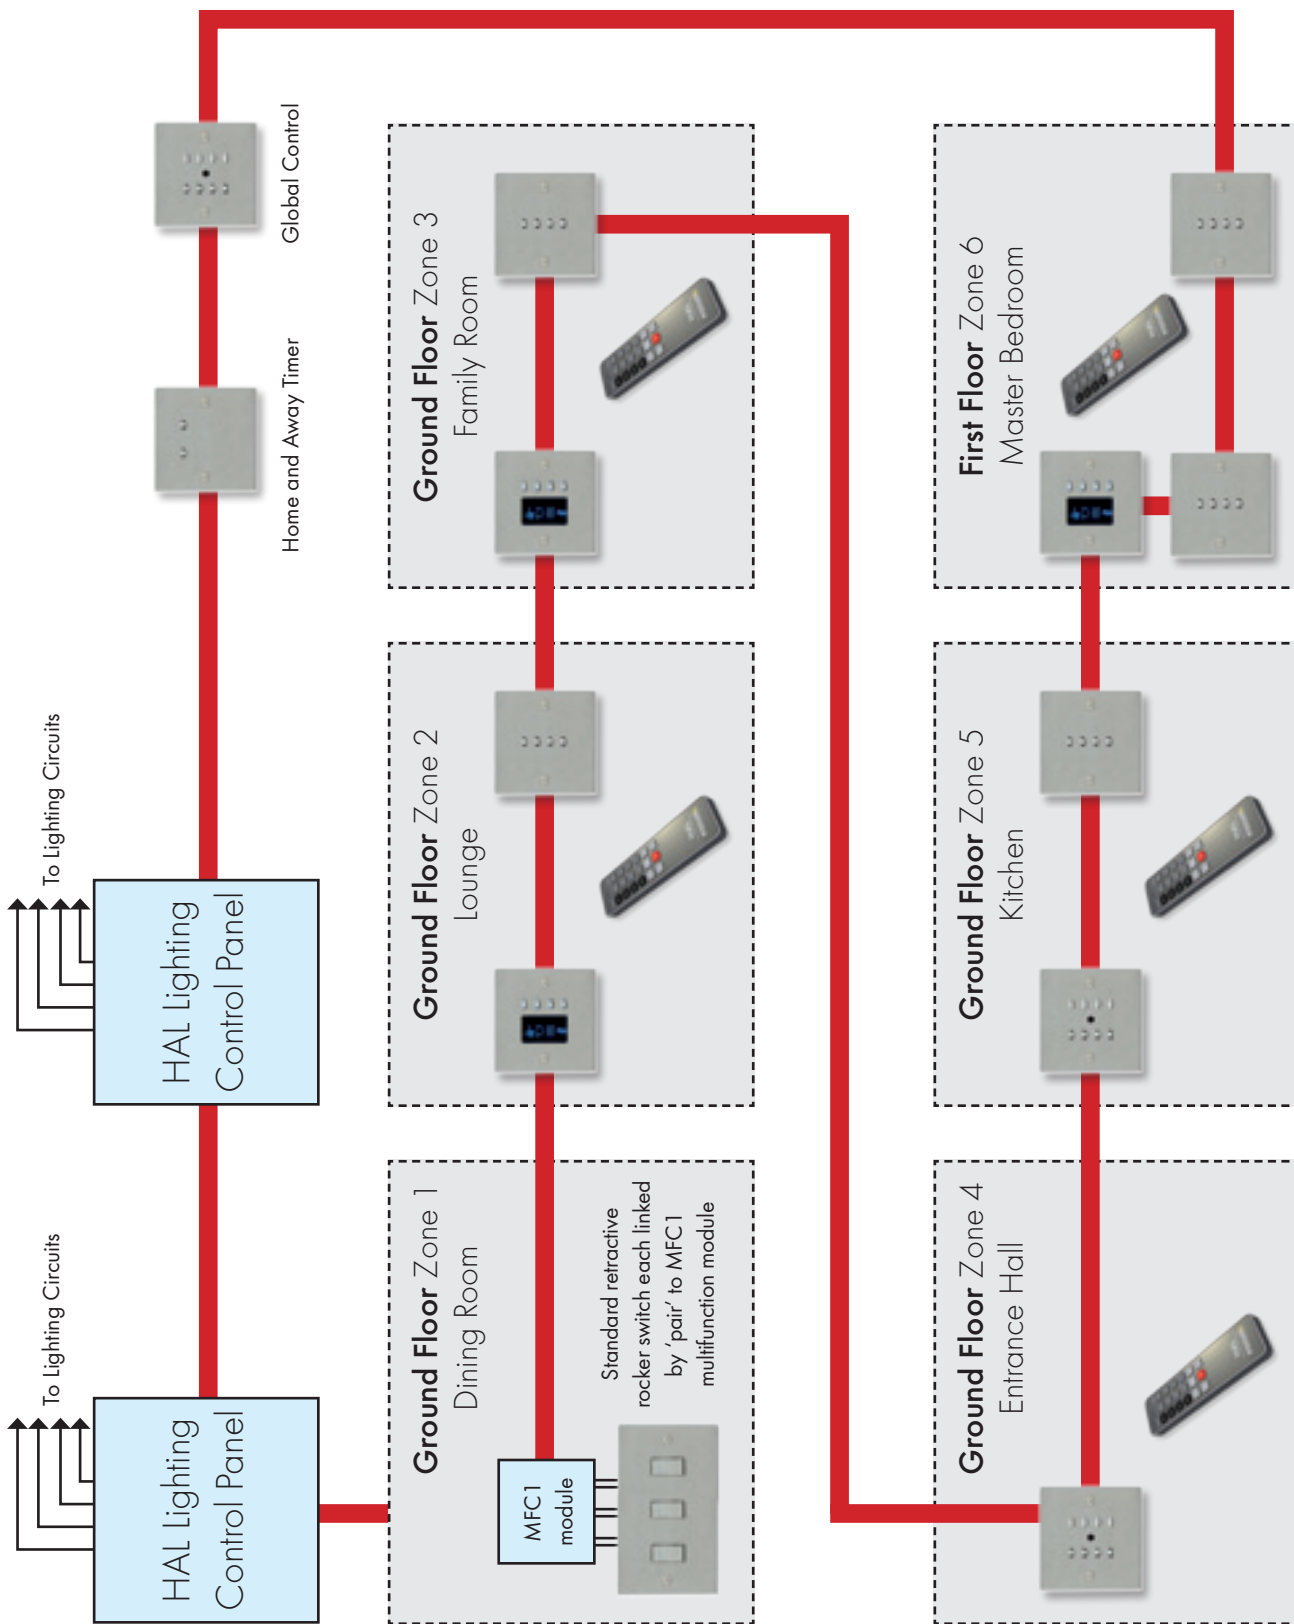 HAL Lighting
Control Panel
To Lighting Circuits
HAL Lighting
Control Panel
To Lighting Circuits
Home and Away Timer
Global Control
Ground Floor Zone 1
Dining Room
MFC1
module
Standard retractive
rocker switch each linked
by ‘pair’ to MFC1
multifunction module
Ground Floor Zone 2
Lounge
Ground Floor Zone 3
Family Room
Ground Floor Zone 4
Entrance Hall
Ground Floor Zone 5
Kitchen
First Floor Zone 6
Master Bedroom